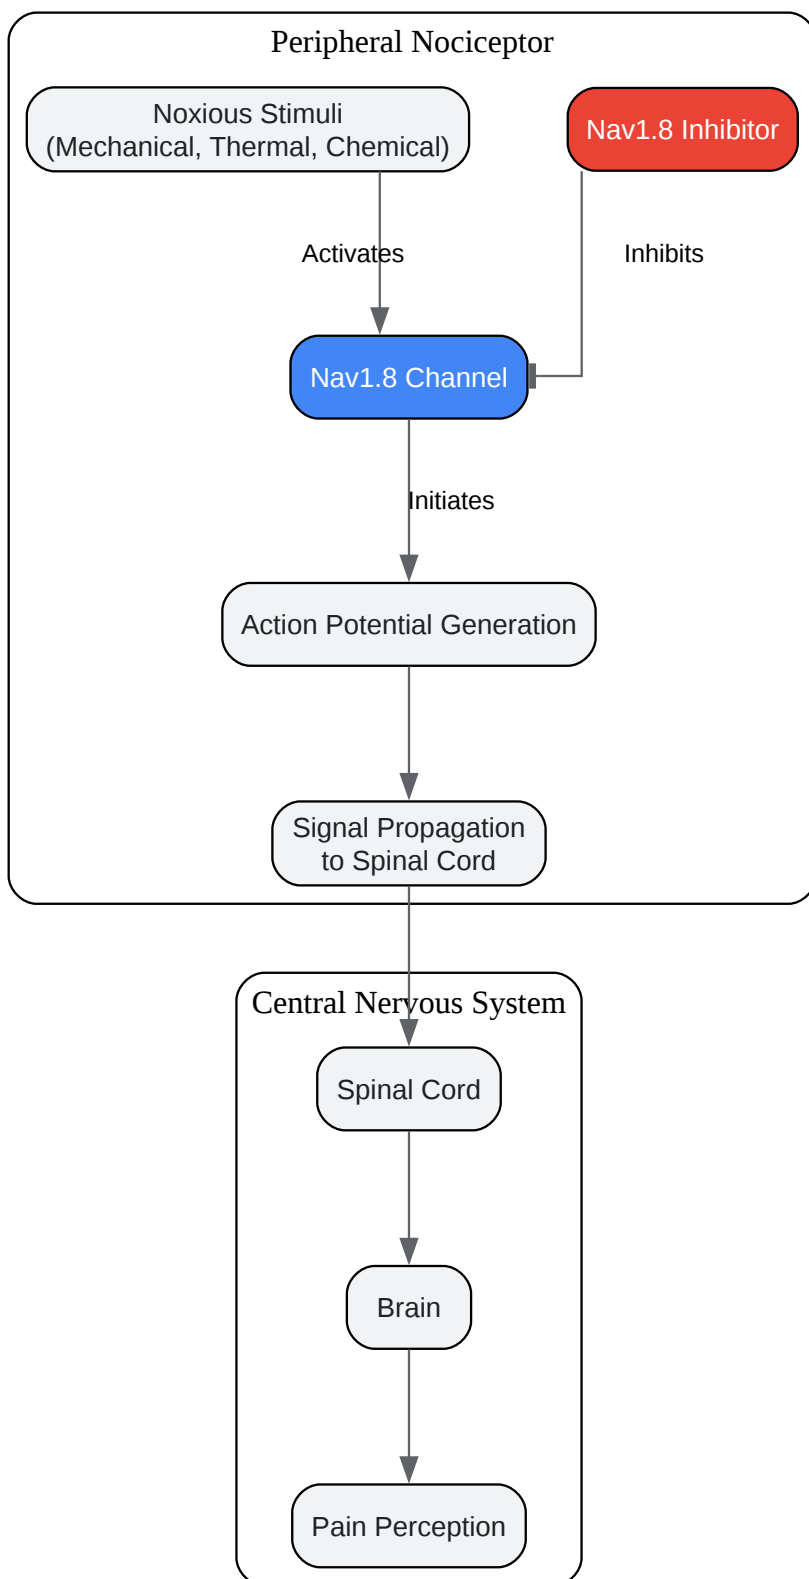 Peripheral Nociceptor
Noxious Stimuli
(Mechanical, Thermal, Chemical)
Nav1.8 Inhibitor
Activates
Inhibits
Nav1.8 Channel
Initiates
Action Potential Generation
Signal Propagation
to Spinal Cord
Central Nervous System
Spinal Cord
Brain
Pain Perception